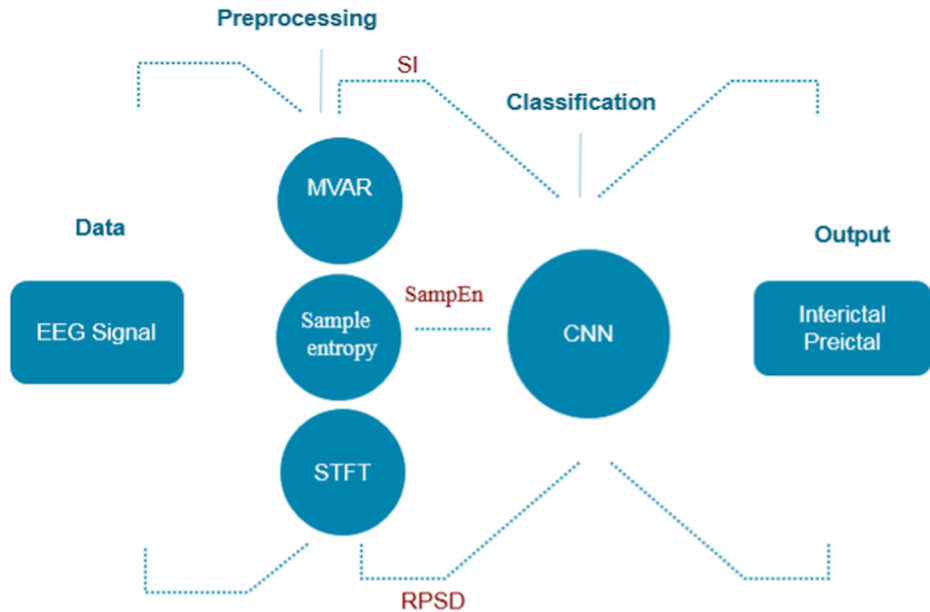 Preprocessing
SI
Classification
MVAR
Data
Output
SampEn
EEG Signal
Sample
entropy
CNN
Interictal
Preictal
STFT
RPSD